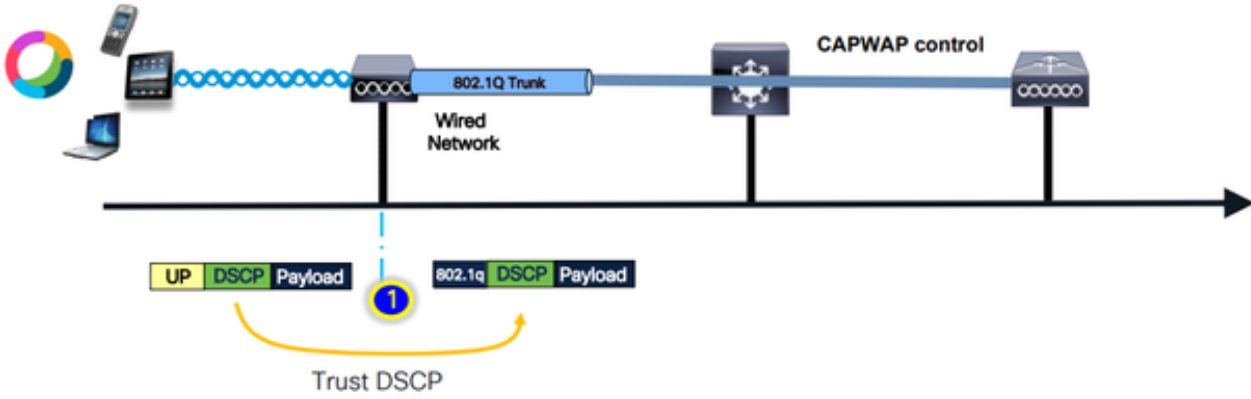 CAPWAP control
802.1Q Trunk
Wired
Network
UP DSCP Payload
1
802.1q DSCP Payload
Trust DSCP